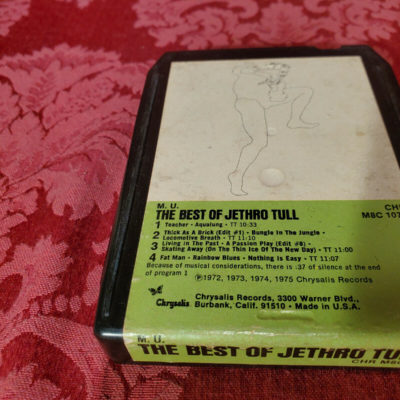 M. U. CHR
THE BEST OF JETHRO TULL M8C 107
1 Teacher - Aqualung - TT 10:33
2 Thick As A Brick (Edit #1) - Bungle In The Jungle -
Locomotive Breath - TT 11:10
3 Living in The Past - A Passion Play (Edit #8) -
Skating Away (On The Thin Ice Of The New Day) - TT 11:00
4 Fat Man - Rainbow Blues - Nothing is Easy - TT 11:07
Because of musical considerations, there is :37 of silence at the end
of program 1 ℗1972, 1973, 1974, 1975 Chrysalis Records
Chrysalis Chrysalis Records, 3300 Warner Blvd.,
Burbank, Calif. 91510 • Made in U.S.A.
M. U.
THE BEST OF JETHRO TUL
CHR M8C